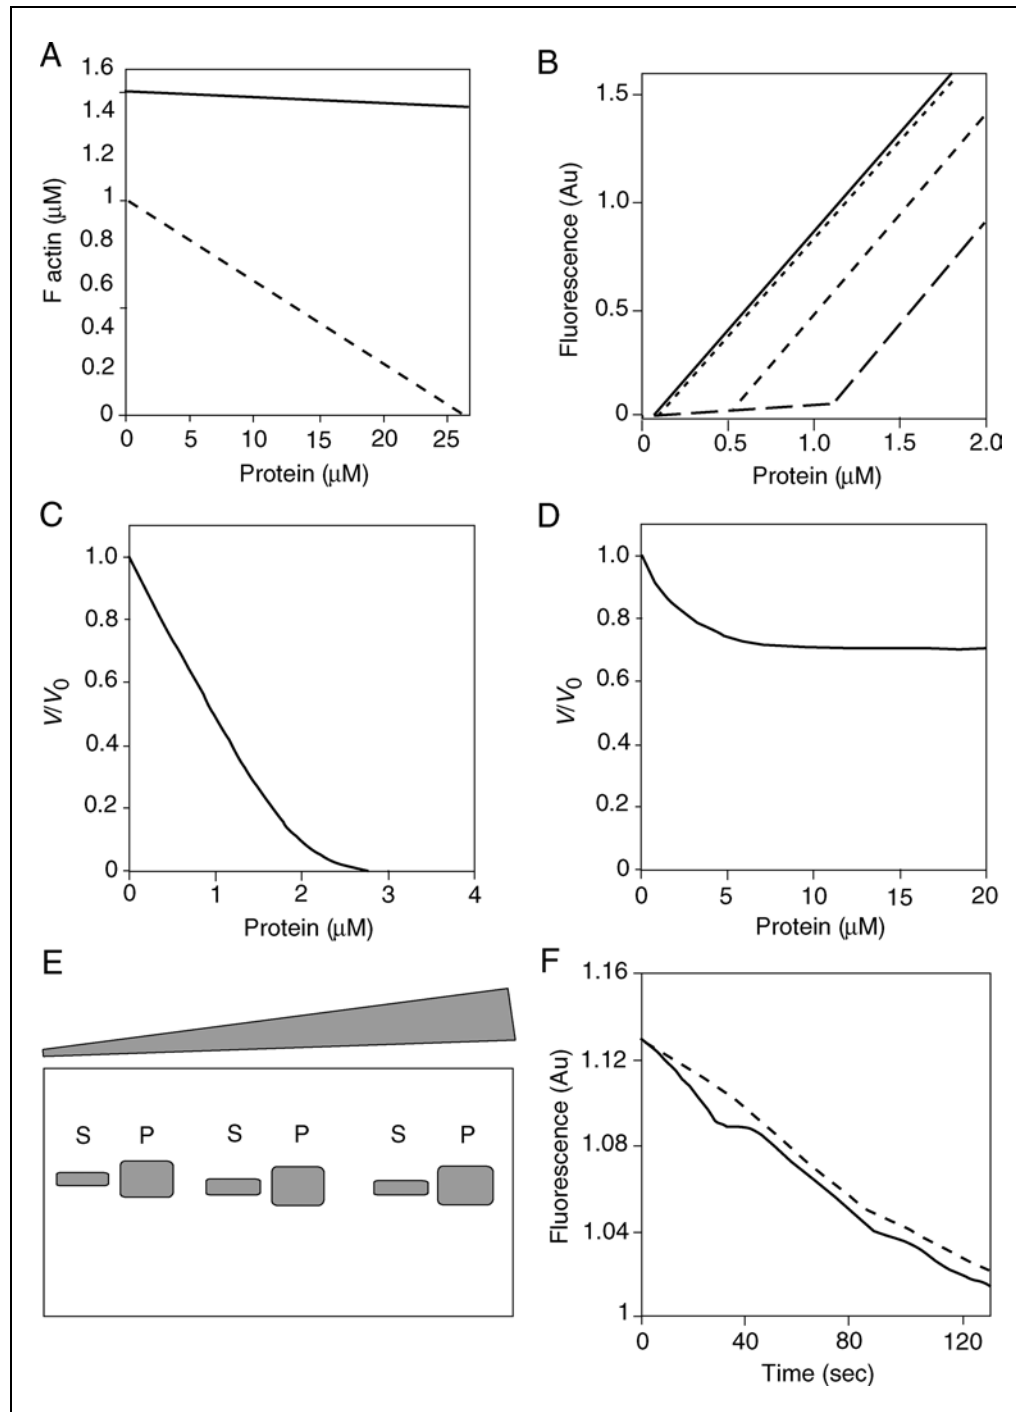 A
1.6
1.4
1.2
1
0.8
0.6
0.4
0.2
0
F actin (µM)
0 5 10 15 20 25
Protein (µM)
B
1.5
1.0
0.5
0
Fluorescence (Au)
0 0.5 1.0 1.5 2.0
Protein (µM)
C
1.0
0.8
0.6
0.4
0.2
0
V/V0
0 1 2 3 4
Protein (µM)
D
1.0
0.8
0.6
0.4
0.2
0
V/V0
0 5 10 15 20
Protein (µM)
E
S P S P S P
F
1.16
1.12
1.08
1.04
1
Fluorescence (Au)
0 40 80 120
Time (sec)